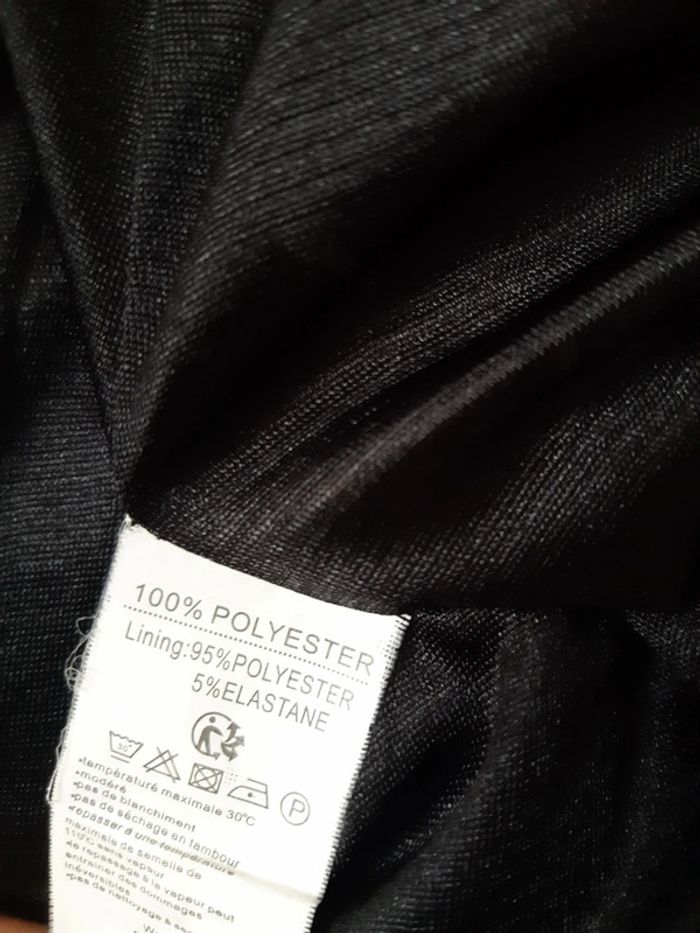 100% POLYESTER
Lining:95%POLYESTER
5%ELASTANE
30°
P
•température maximale 30°C
•modéré
•pas de blanchiment
•pas de séchage en tambour
•repasser à une température
maximale de semelle de
110°C sans vapeur
•le repassage à la vapeur peut
entraîner des dommages
irréversibles
•pas de nettoyage à